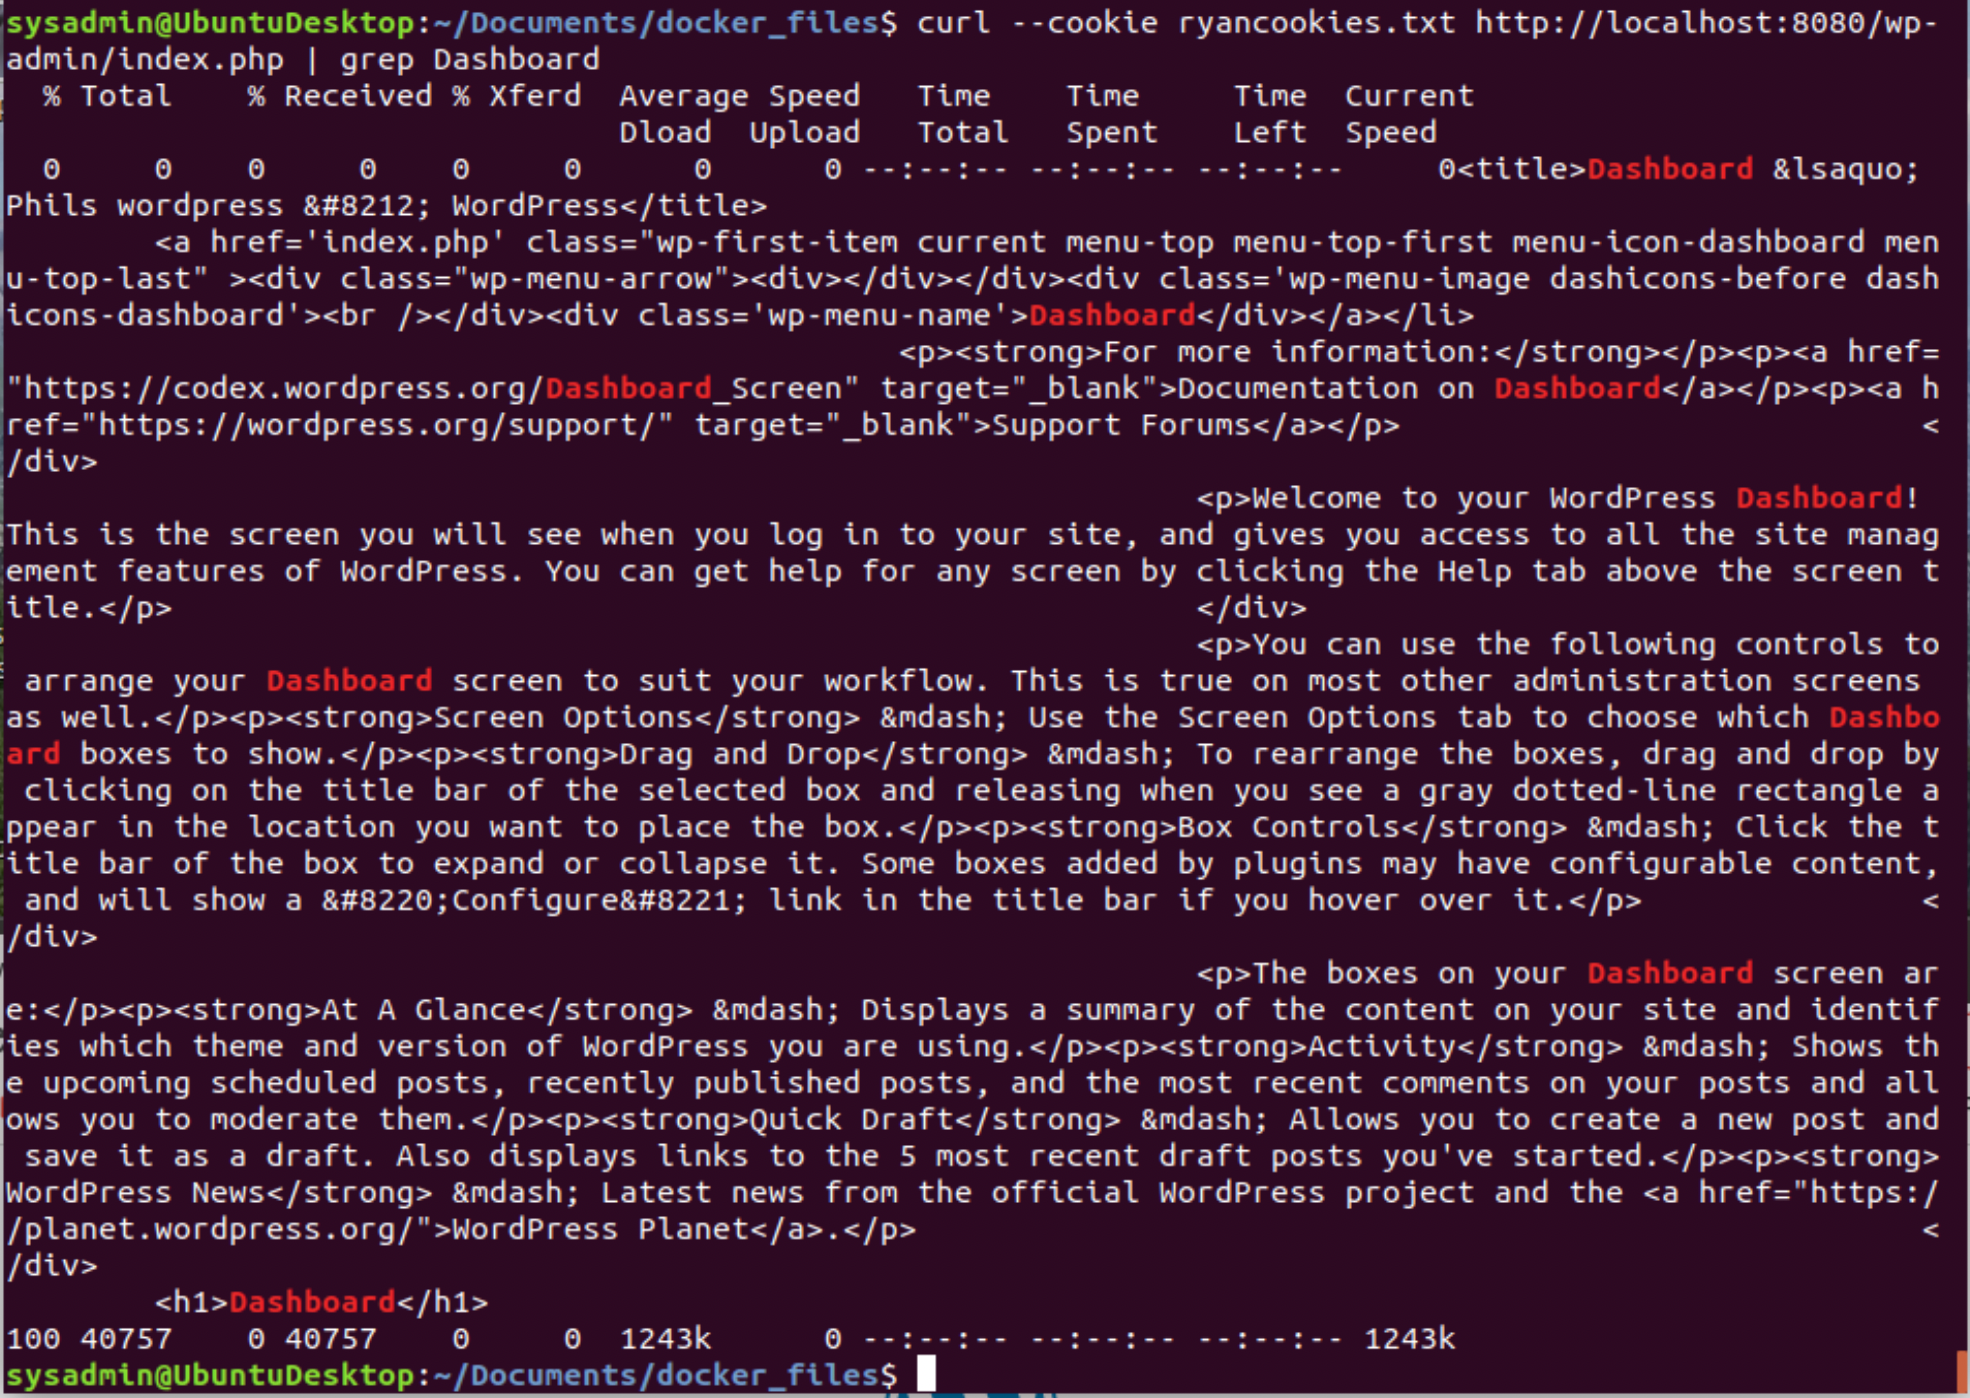 sysadmin@UbuntuDesktop:~/Documents/docker_files$ curl --cookie ryancookies.txt http://localhost:8080/wp-
admin/index.php | grep Dashboard
  % Total    % Received % Xferd  Average Speed   Time    Time     Time  Current
                                 Dload  Upload   Total   Spent    Left  Speed
  0     0    0     0    0     0      0      0 --:--:-- --:--:-- --:--:--     0<title>Dashboard &lsaquo;
Phils wordpress &#8212; WordPress</title>
        <a href='index.php' class="wp-first-item current menu-top menu-top-first menu-icon-dashboard men
u-top-last" ><div class="wp-menu-arrow"><div></div></div><div class='wp-menu-image dashicons-before dash
icons-dashboard'><br /></div><div class='wp-menu-name'>Dashboard</div></a></li>
                                                <p><strong>For more information:</strong></p><p><a href=
"https://codex.wordpress.org/Dashboard_Screen" target="_blank">Documentation on Dashboard</a></p><p><a h
ref="https://wordpress.org/support/" target="_blank">Support Forums</a></p>                            <
/div>
                                                                <p>Welcome to your WordPress Dashboard!
This is the screen you will see when you log in to your site, and gives you access to all the site manag
ement features of WordPress. You can get help for any screen by clicking the Help tab above the screen t
itle.</p>                                                       </div>
                                                                <p>You can use the following controls to
 arrange your Dashboard screen to suit your workflow. This is true on most other administration screens
as well.</p><p><strong>Screen Options</strong> &mdash; Use the Screen Options tab to choose which Dashbo
ard boxes to show.</p><p><strong>Drag and Drop</strong> &mdash; To rearrange the boxes, drag and drop by
 clicking on the title bar of the selected box and releasing when you see a gray dotted-line rectangle a
ppear in the location you want to place the box.</p><p><strong>Box Controls</strong> &mdash; Click the t
itle bar of the box to expand or collapse it. Some boxes added by plugins may have configurable content,
 and will show a &#8220;Configure&#8221; link in the title bar if you hover over it.</p>               <
/div>
                                                                <p>The boxes on your Dashboard screen ar
e:</p><p><strong>At A Glance</strong> &mdash; Displays a summary of the content on your site and identif
ies which theme and version of WordPress you are using.</p><p><strong>Activity</strong> &mdash; Shows th
e upcoming scheduled posts, recently published posts, and the most recent comments on your posts and all
ows you to moderate them.</p><p><strong>Quick Draft</strong> &mdash; Allows you to create a new post and
 save it as a draft. Also displays links to the 5 most recent draft posts you've started.</p><p><strong>
WordPress News</strong> &mdash; Latest news from the official WordPress project and the <a href="https:/
/planet.wordpress.org/">WordPress Planet</a>.</p>                                                      <
/div>
        <h1>Dashboard</h1>
100 40757    0 40757    0     0  1243k      0 --:--:-- --:--:-- --:--:-- 1243k
sysadmin@UbuntuDesktop:~/Documents/docker_files$